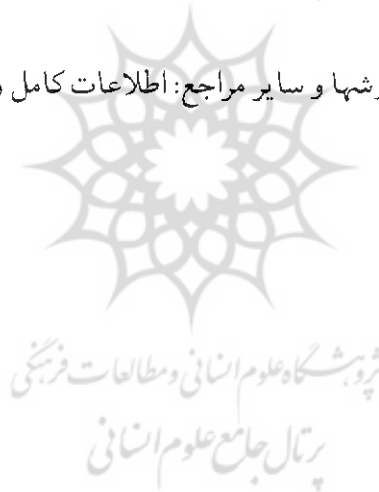 رشها و سایر مراجع: اطلاعات کامل
پژوهشگاه علوم انسانی و مطالعات فرهنگی
پرتال جامع علوم انسانی